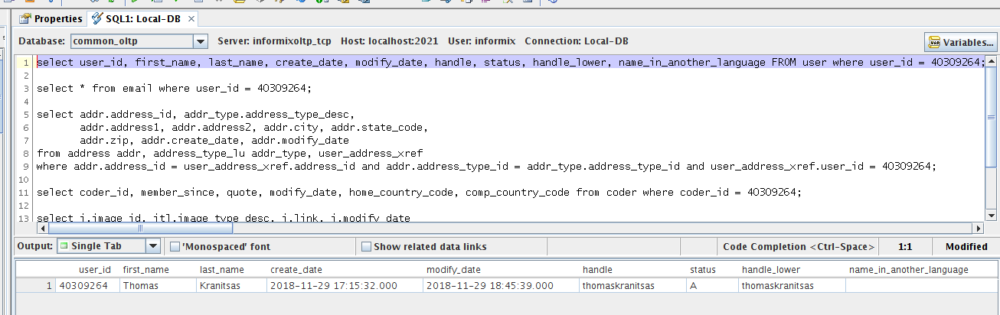 Properties SQL1: Local-DB
Database: common_oltp Server: informixoltp_tcp Host: localhost:2021 User: informix Connection: Local-DB VAR Variables...
1 select user_id, first_name, last_name, create_date, modify_date, handle, status, handle_lower, name_in_another_language FROM user where user_id = 40309264;
2
3 select * from email where user_id = 40309264;
4
5 select addr.address_id, addr_type.address_type_desc,
6 addr.address1, addr.address2, addr.city, addr.state_code,
7 addr.zip, addr.create_date, addr.modify_date
8 from address addr, address_type_lu addr_type, user_address_xref
9 where addr.address_id = user_address_xref.address_id and addr.address_type_id = addr_type.address_type_id and user_address_xref.user_id = 40309264;
10
11 select coder_id, member_since, quote, modify_date, home_country_code, comp_country_code from coder where coder_id = 40309264;
12
13 select i.image_id, itl.image_type_desc, i.link, i.modify_date
Output: Single Tab 'Monospaced' font Show related data links Code Completion <Ctrl-Space> 1:1 Modified
user_id first_name last_name create_date modify_date handle status handle_lower name_in_another_language
1 40309264 Thomas Kranitsas 2018-11-29 17:15:32.000 2018-11-29 18:45:39.000 thomaskranitsas A thomaskranitsas